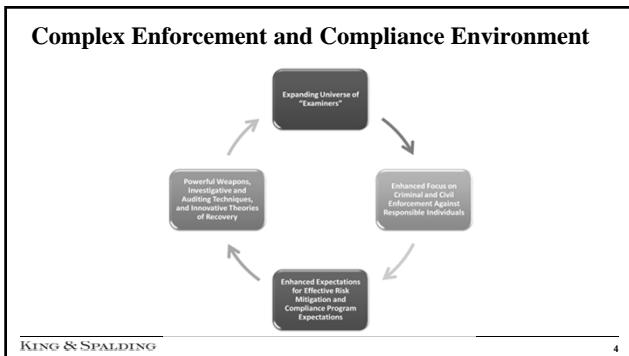 Complex Enforcement and Compliance Environment
Expanding Universe of
"Examiners"
Enhanced Focus on
Criminal and Civil
Enforcement Against
Responsible Individuals
Enhanced Expectations
for Effective Risk
Mitigation and
Compliance Program
Expectations
Powerful Weapons,
Investigative and
Auditing Techniques,
and Innovative Theories
of Recovery
KING & SPALDING
4